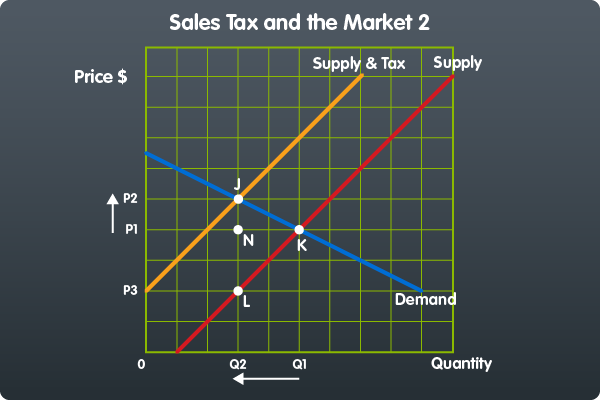 Sales Tax and the Market 2
Supply & Tax
Supply
Price $
J
P2
P1
N
K
P3
L
Demand
0
Q2
Q1
Quantity